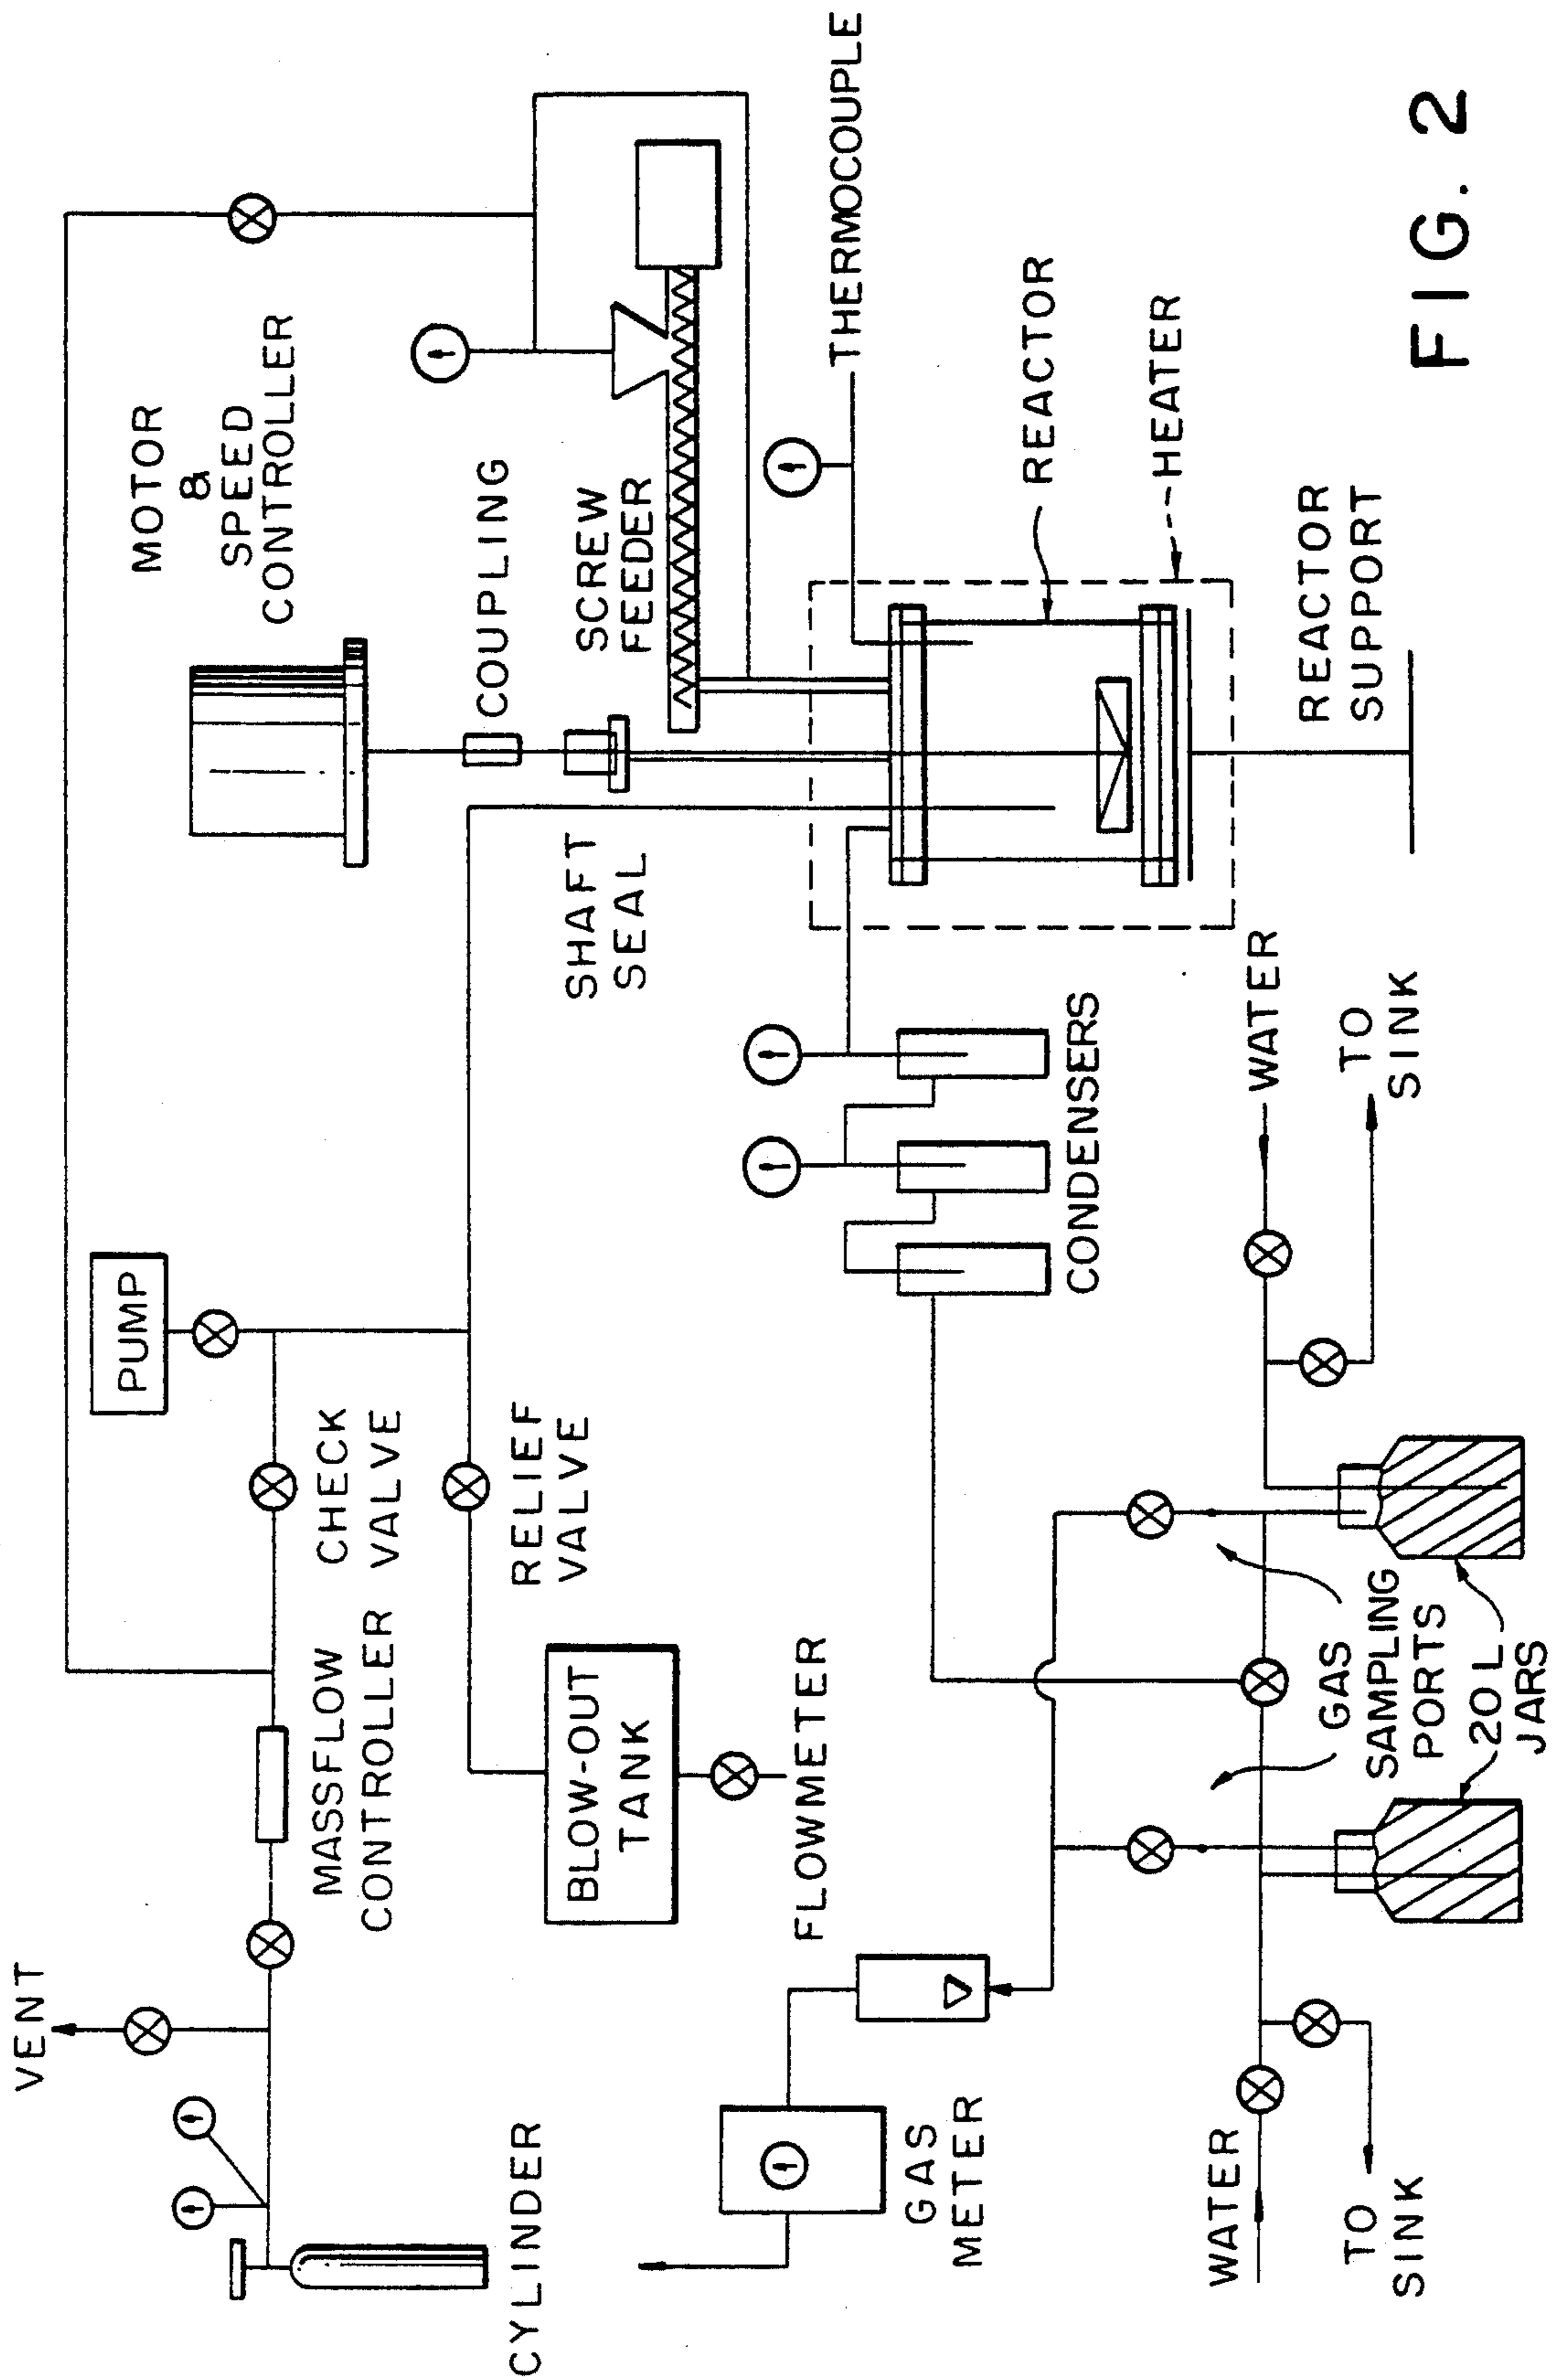 VENT
PUMP
MOTOR
&
SPEED
CONTROLLER
MASSFLOW
CONTROLLER
CHECK
VALVE
CYLINDER
RELIEF
VALVE
BLOW-OUT
TANK
COUPLING
SHAFT
SEAL
SCREW
FEEDER
FLOWMETER
THERMOCOUPLE
GAS
METER
CONDENSERS
REACTOR
HEATER
WATER
TO
SINK
GAS
SAMPLING
PORTS
20 L
JARS
WATER
TO
SINK
REACTOR
SUPPORT
FIG. 2